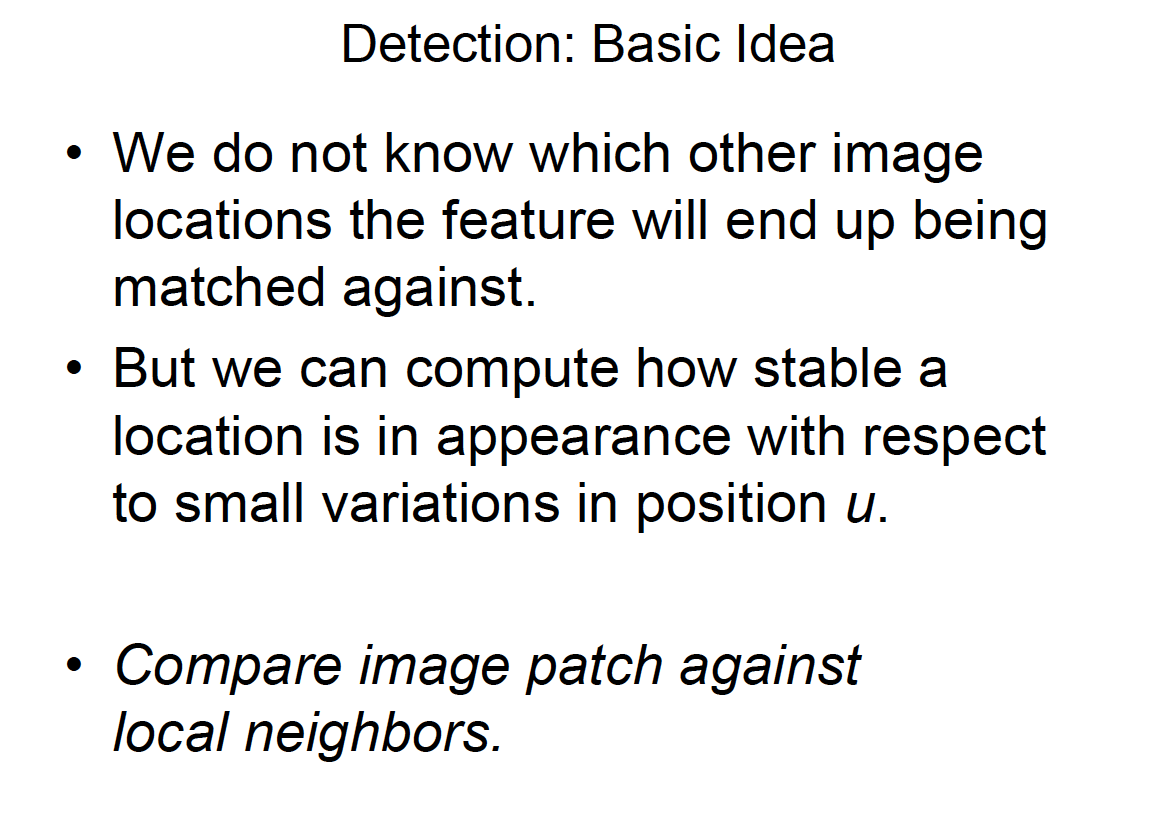 Detection: Basic Idea
• We do not know which other image
locations the feature will end up being
matched against.
• But we can compute how stable a
location is in appearance with respect
to small variations in position u.
• Compare image patch against
local neighbors.